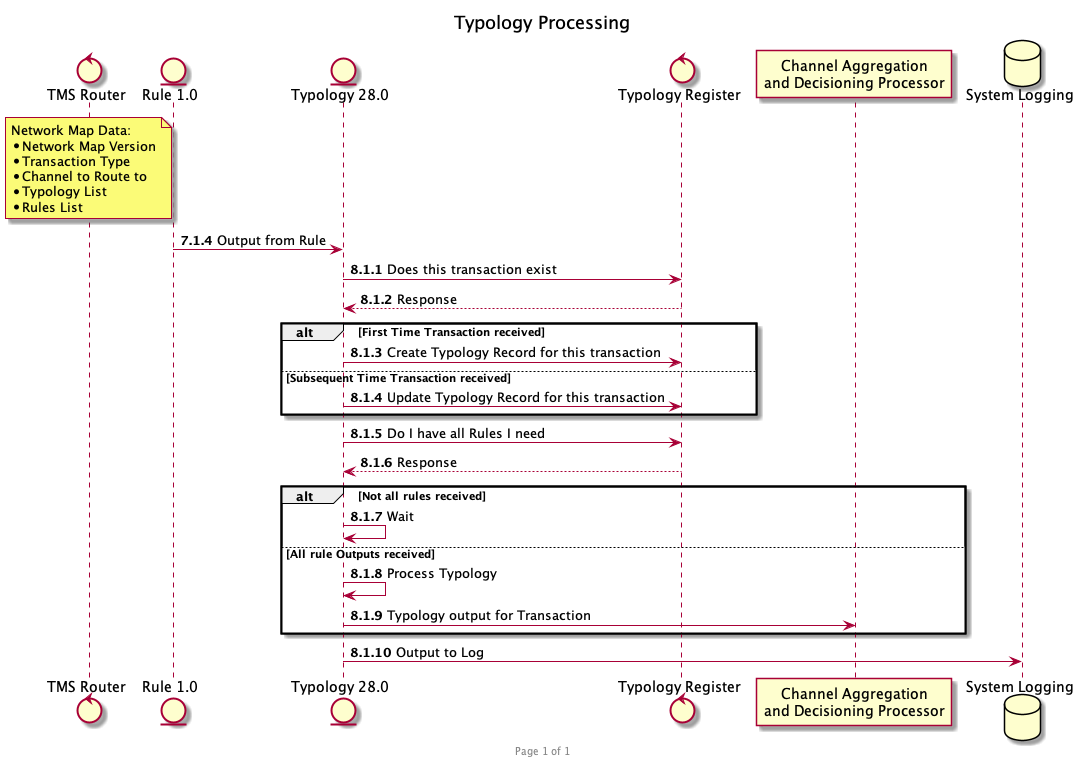 Typology Processing
TMS Router
Rule 1.0
Typology 28.0
Typology Register
Channel Aggregation
and Decisioning Processor
System Logging
Network Map Data:
• Network Map Version
• Transaction Type
• Channel to Route to
• Typology List
• Rules List
7.1.4 Output from Rule
8.1.1 Does this transaction exist
8.1.2 Response
alt [First Time Transaction received]
8.1.3 Create Typology Record for this transaction
[Subsequent Time Transaction received]
8.1.4 Update Typology Record for this transaction
8.1.5 Do I have all Rules I need
8.1.6 Response
alt [Not all rules received]
8.1.7 Wait
[All rule Outputs received]
8.1.8 Process Typology
8.1.9 Typology output for Transaction
8.1.10 Output to Log
TMS Router
Rule 1.0
Typology 28.0
Typology Register
Channel Aggregation
and Decisioning Processor
System Logging
Page 1 of 1